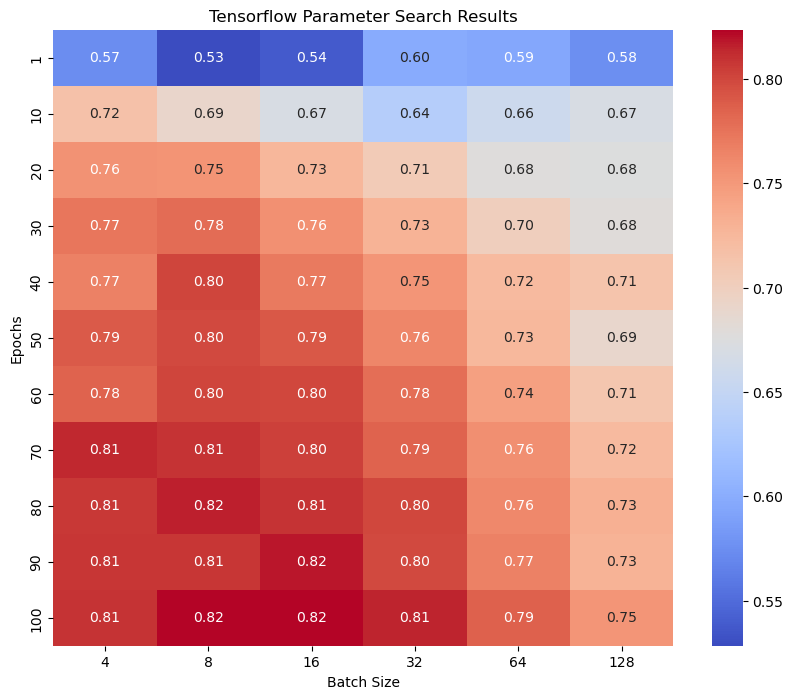 Tensorflow Parameter Search Results
Epochs
1 0.57 0.53 0.54 0.60 0.59 0.58
10 0.72 0.69 0.67 0.64 0.66 0.67
20 0.76 0.75 0.73 0.71 0.68 0.68
30 0.77 0.78 0.76 0.73 0.70 0.68
40 0.77 0.80 0.77 0.75 0.72 0.71
50 0.79 0.80 0.79 0.76 0.73 0.69
60 0.78 0.80 0.80 0.78 0.74 0.71
70 0.81 0.81 0.80 0.79 0.76 0.72
80 0.81 0.82 0.81 0.80 0.76 0.73
90 0.81 0.81 0.82 0.80 0.77 0.73
100 0.81 0.82 0.82 0.81 0.79 0.75
4 8 16 32 64 128
Batch Size
0.80
0.75
0.70
0.65
0.60
0.55